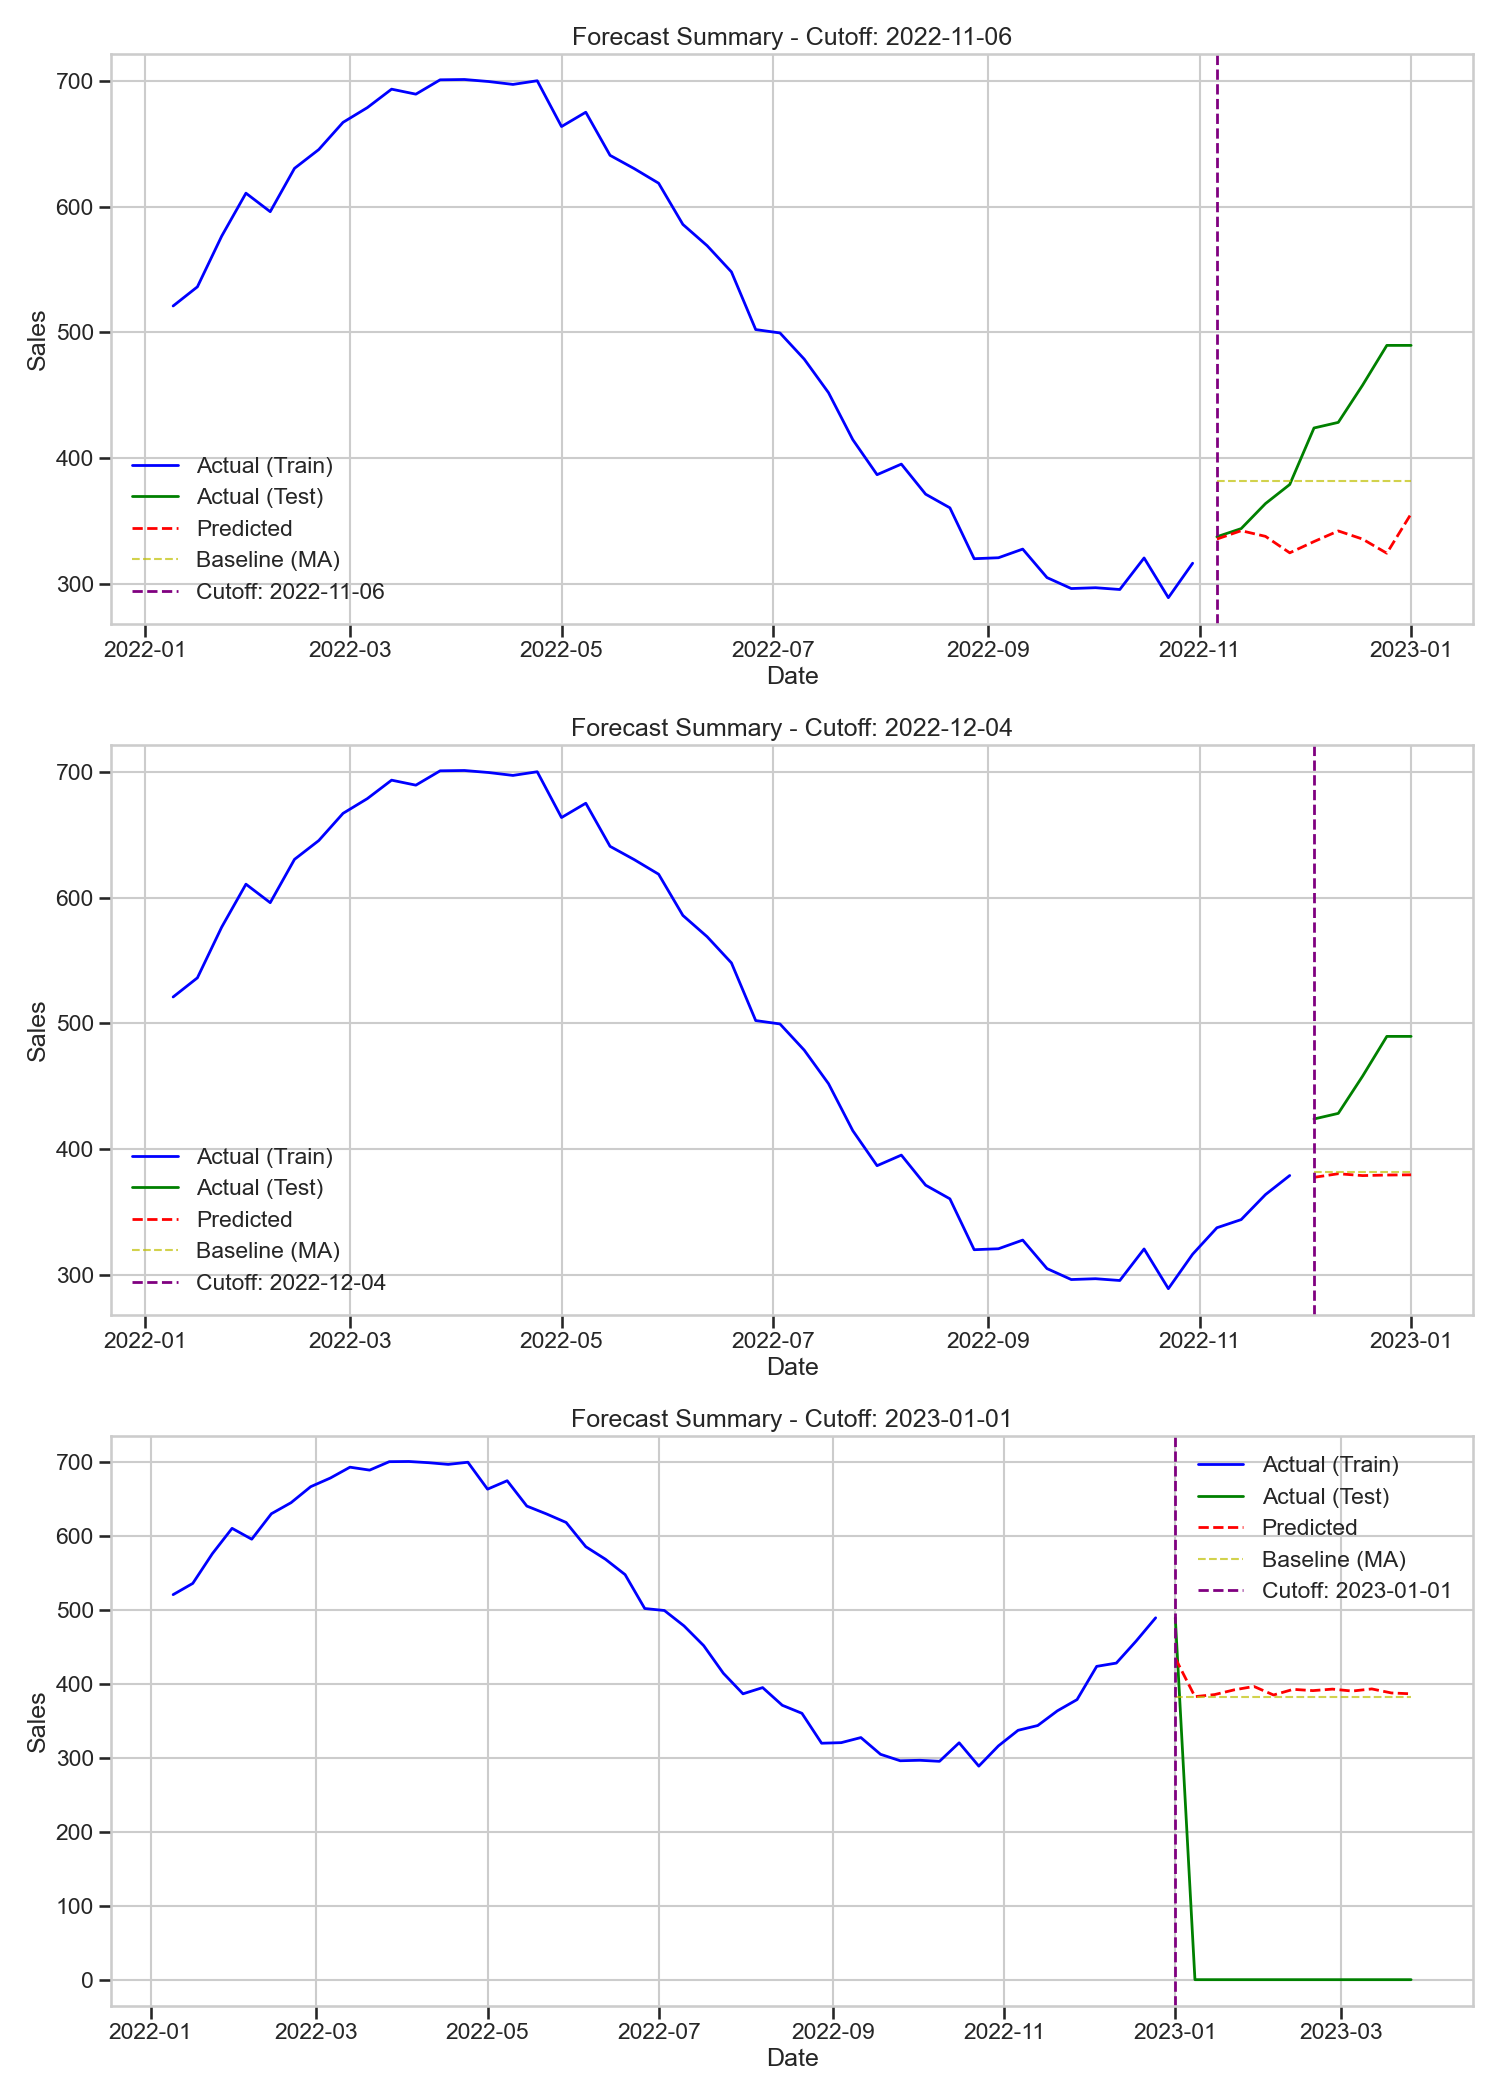 Forecast Summary - Cutoff: 2022-11-06
700
600
500
400
300
Sales
Actual (Train)
Actual (Test)
Predicted
Baseline (MA)
Cutoff: 2022-11-06
2022-01 2022-03 2022-05 2022-07 2022-09 2022-11 2023-01
Date
Forecast Summary - Cutoff: 2022-12-04
700
600
500
400
300
Sales
Actual (Train)
Actual (Test)
Predicted
Baseline (MA)
Cutoff: 2022-12-04
2022-01 2022-03 2022-05 2022-07 2022-09 2022-11 2023-01
Date
Forecast Summary - Cutoff: 2023-01-01
700
600
500
400
300
200
100
0
Sales
Actual (Train)
Actual (Test)
Predicted
Baseline (MA)
Cutoff: 2023-01-01
2022-01 2022-03 2022-05 2022-07 2022-09 2022-11 2023-01 2023-03
Date